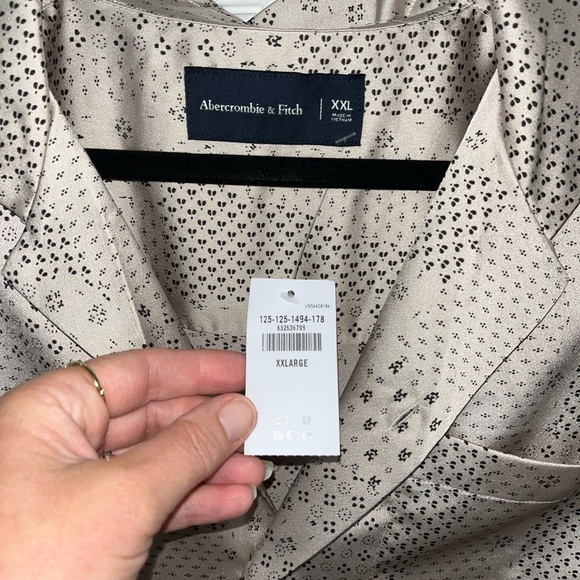 Abercrombie & Fitch
XXL
MADE IN
VIETNAM
125-125-1494-178
XXLARGE